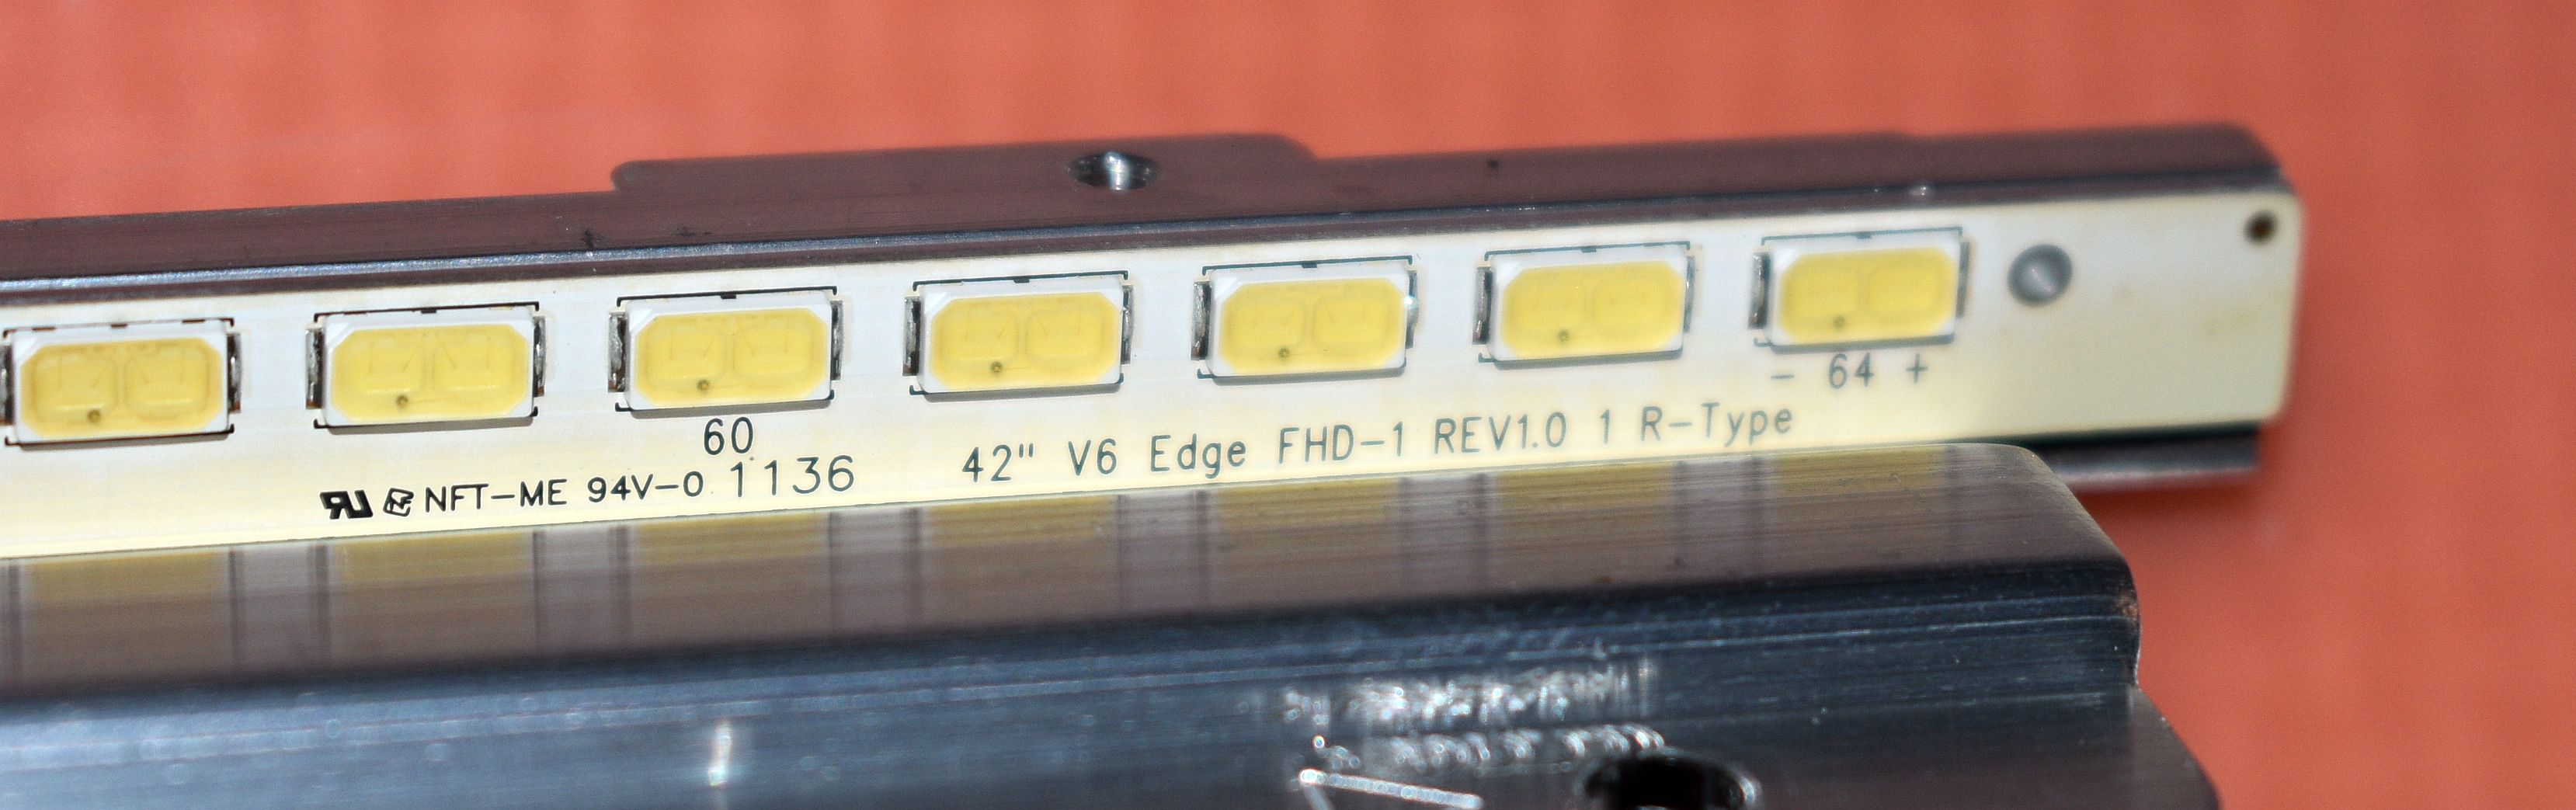 - 64 +
60
NFT-ME 94V-0 1136 42" V6 Edge FHD-1 REV1.0 1 R-Type